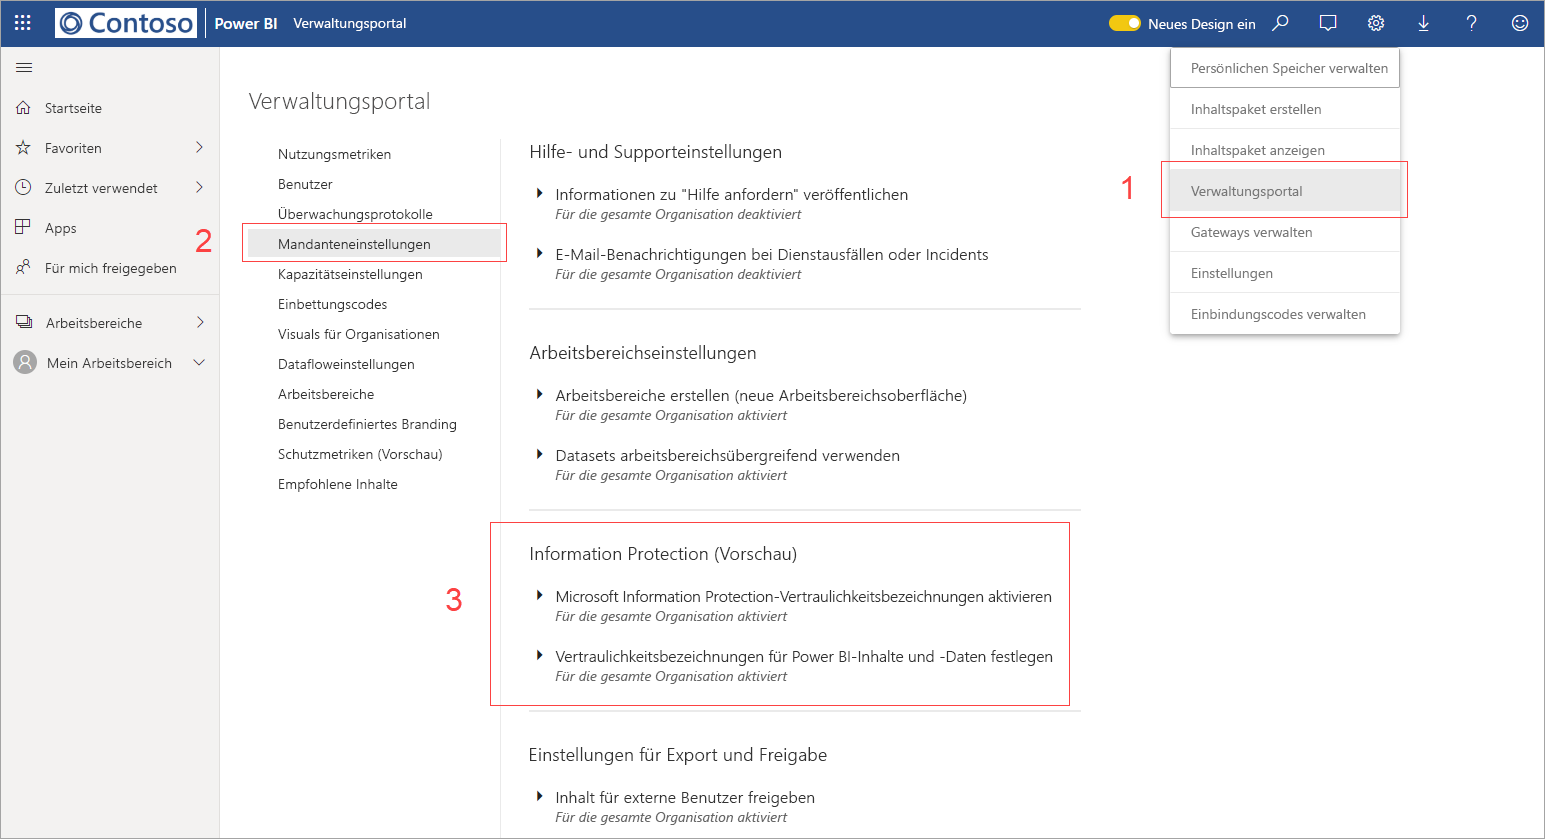 Contoso Power BI Verwaltungsportal Neues Design ein
Startseite
Favoriten
Zuletzt verwendet
Apps
Für mich freigegeben
Arbeitsbereiche
Mein Arbeitsbereich
Verwaltungsportal
Nutzungsmetriken
Benutzer
Überwachungsprotokolle
2
Mandanteneinstellungen
Kapazitätseinstellungen
Einbettungscodes
Visuals für Organisationen
Datafloweinstellungen
Arbeitsbereiche
Benutzerdefiniertes Branding
Schutzmetriken (Vorschau)
Empfohlene Inhalte
Hilfe- und Supporteinstellungen
Informationen zu "Hilfe anfordern" veröffentlichen
Für die gesamte Organisation deaktiviert
E-Mail-Benachrichtigungen bei Dienstausfällen oder Incidents
Für die gesamte Organisation deaktiviert
Arbeitsbereichseinstellungen
Arbeitsbereiche erstellen (neue Arbeitsbereichsoberfläche)
Für die gesamte Organisation aktiviert
Datasets arbeitsbereichsübergreifend verwenden
Für die gesamte Organisation aktiviert
3
Information Protection (Vorschau)
Microsoft Information Protection-Vertraulichkeitsbezeichnungen aktivieren
Für die gesamte Organisation aktiviert
Vertraulichkeitsbezeichnungen für Power BI-Inhalte und -Daten festlegen
Für die gesamte Organisation aktiviert
Einstellungen für Export und Freigabe
Inhalt für externe Benutzer freigeben
Für die gesamte Organisation aktiviert
Persönlichen Speicher verwalten
Inhaltspaket erstellen
Inhaltspaket anzeigen
1
Verwaltungsportal
Gateways verwalten
Einstellungen
Einbindungscodes verwalten